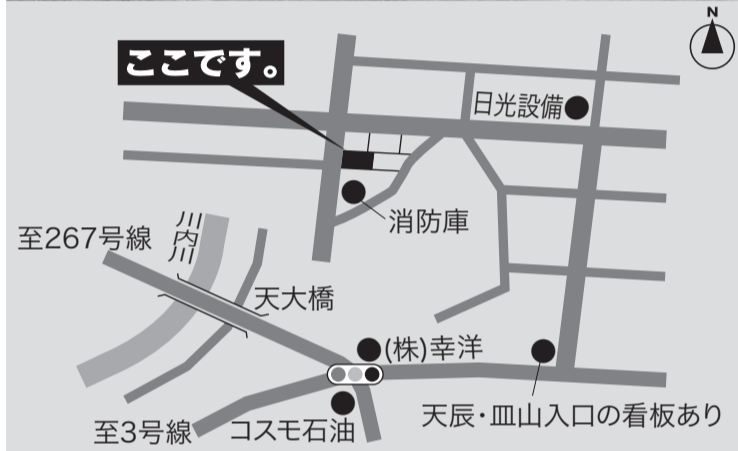 N
ここです。
日光設備
消防庫
至267号線
川内川
天大橋
(株)幸洋
天辰・皿山入口の看板あり
至3号線
コスモ石油